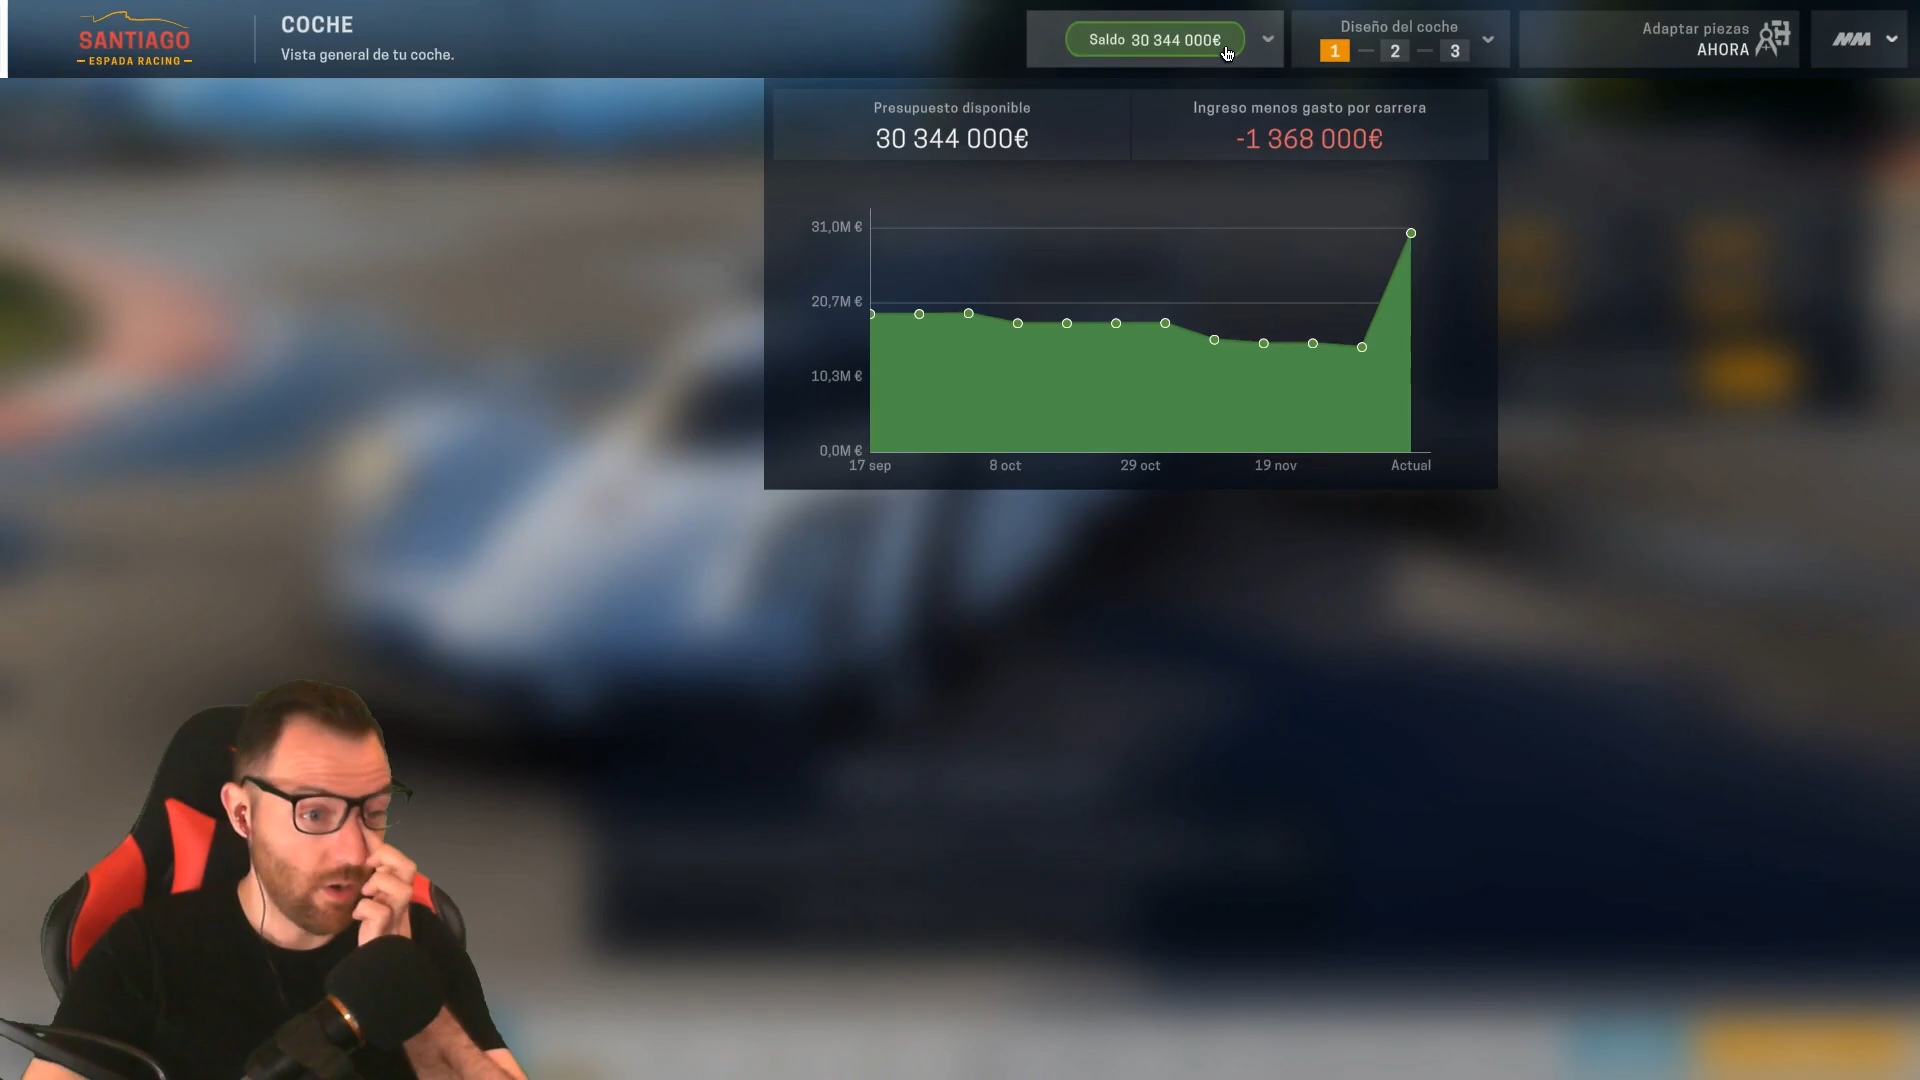 SANTIAGO
ESPADA RACING
COCHE
Vista general de tu coche.
Saldo 30 344 000€
Diseño del coche
1 2 3
Adaptar piezas
AHORA
Presupuesto disponible
30 344 000€
Ingreso menos gasto por carrera
-1 368 000€
31,0M €
20,7M €
10,3M €
0,0M €
17 sep
8 oct
29 oct
19 nov
Actual